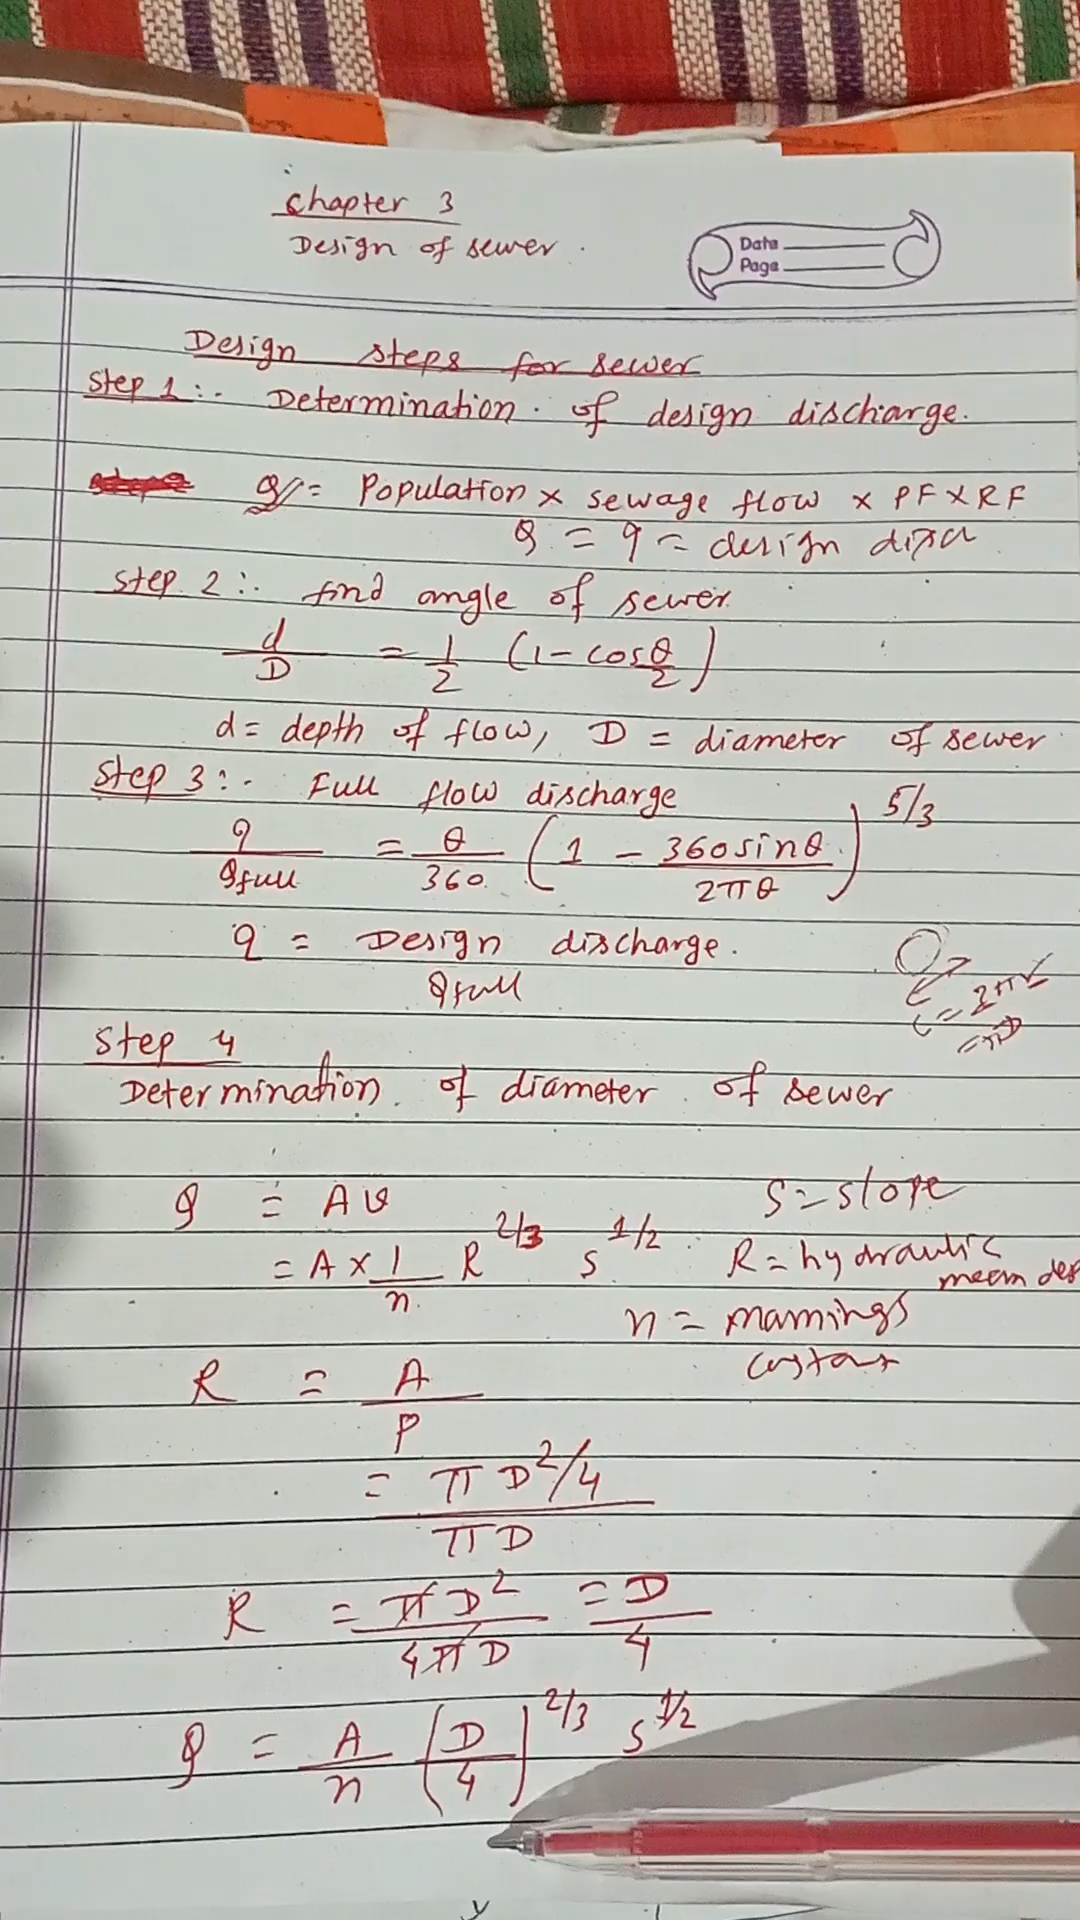 Chapter 3
Design of sewer.
Data
Page
Design steps for sewer
Step 1:- Determination of design discharge.
q = Population × sewage flow × PF × RF
Q = q = design
Step 2:- find angle of sewer.
d/D = 1/2 (1 - cos θ/2)
d = depth of flow, D = diameter of sewer
Step 3:- Full flow discharge
q/qfull = θ/360 (1 - 360 sinθ/2πθ)^5/3
q = Design discharge.
Qfull
Step 4
Determination of diameter of sewer
Q = AV
S = slope
= A × 1/n R^2/3 S^1/2
R = hydraulic
mean
n = mannings
R = A/P
= πD²/4 / πD
R = πD²/4πD = D/4
Q = A/n (D/4)^2/3 S^1/2